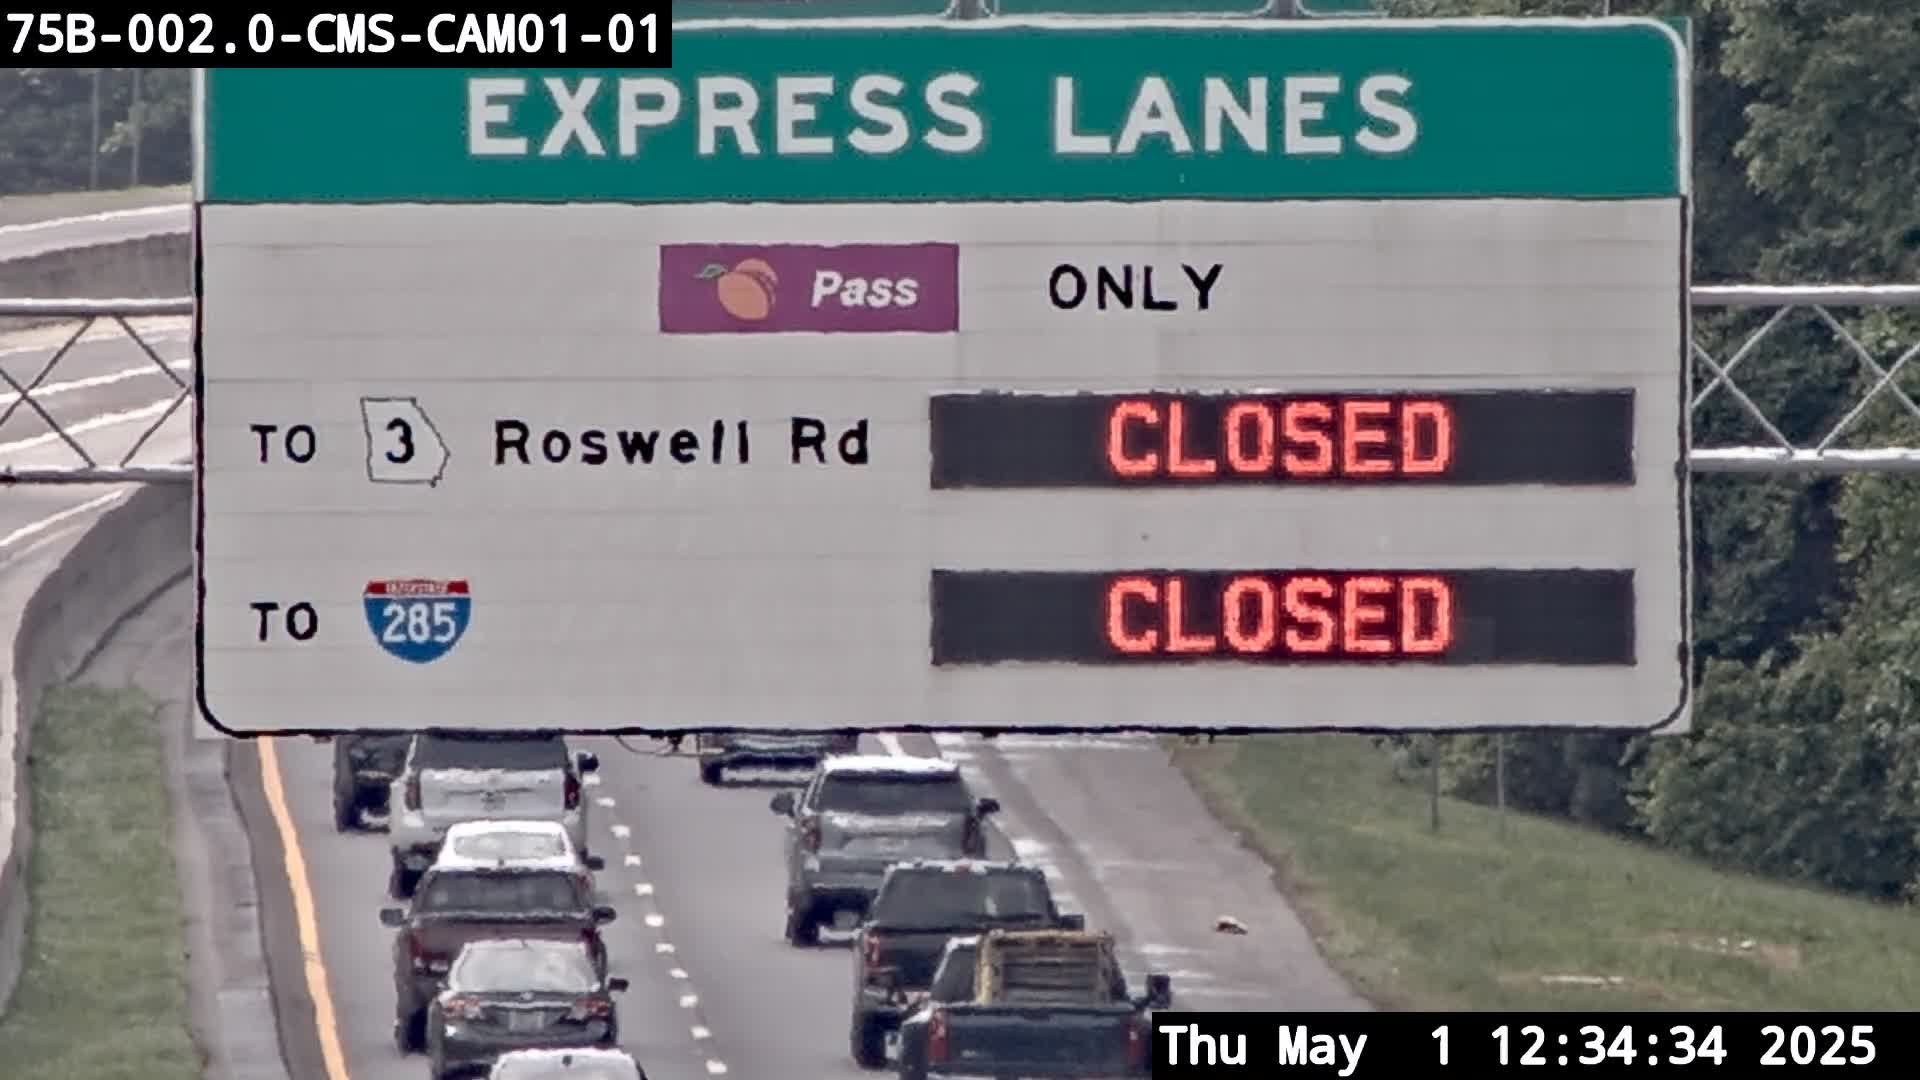 75B-002.0-CMS-CAM01-01
EXPRESS LANES
Pass ONLY
TO 3 Roswell Rd CLOSED
INTERSTATE
TO 285 CLOSED
Thu May 1 12:34:34 2025